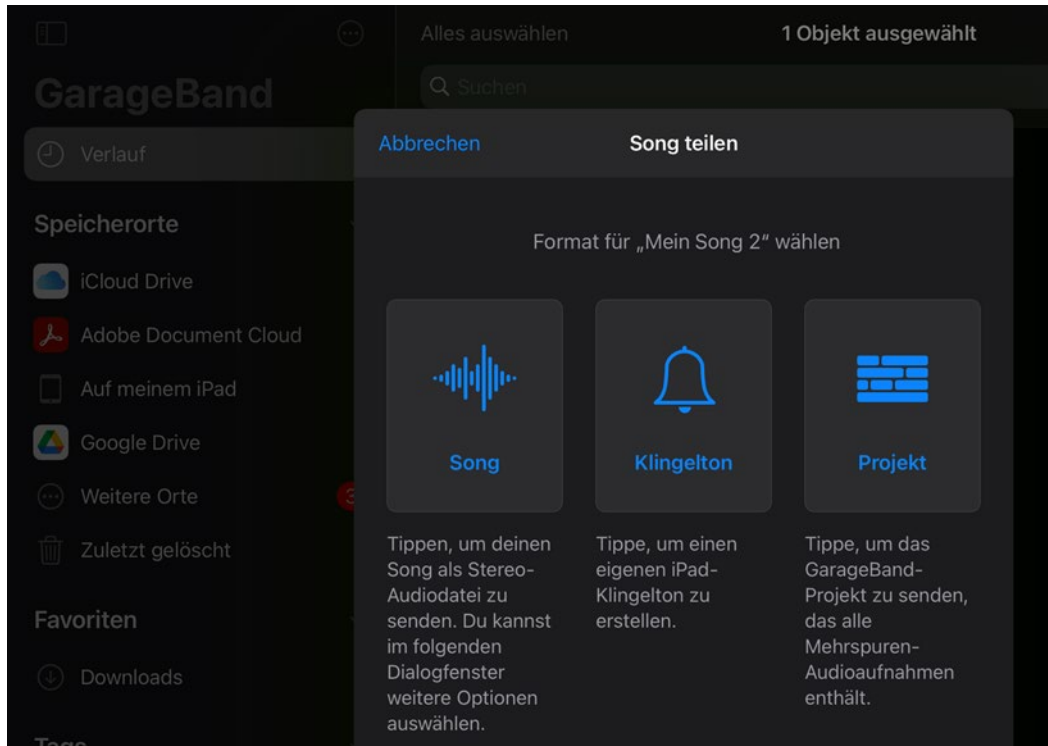 Alles auswählen
1 Objekt ausgewählt
GarageBand
Suchen
Verlauf
Speicherorte
iCloud Drive
Adobe Document Cloud
Auf meinem iPad
Google Drive
Weitere Orte
3
Zuletzt gelöscht
Favoriten
Downloads
Tags
Abbrechen
Song teilen
Format für „Mein Song 2“ wählen
Song
Tippen, um deinen
Song als Stereo-
Audiodatei zu
senden. Du kannst
im folgenden
Dialogfenster
weitere Optionen
auswählen.
Klingelton
Tippe, um einen
eigenen iPad-
Klingelton zu
erstellen.
Projekt
Tippe, um das
GarageBand-
Projekt zu senden,
das alle
Mehrspuren-
Audioaufnahmen
enthält.